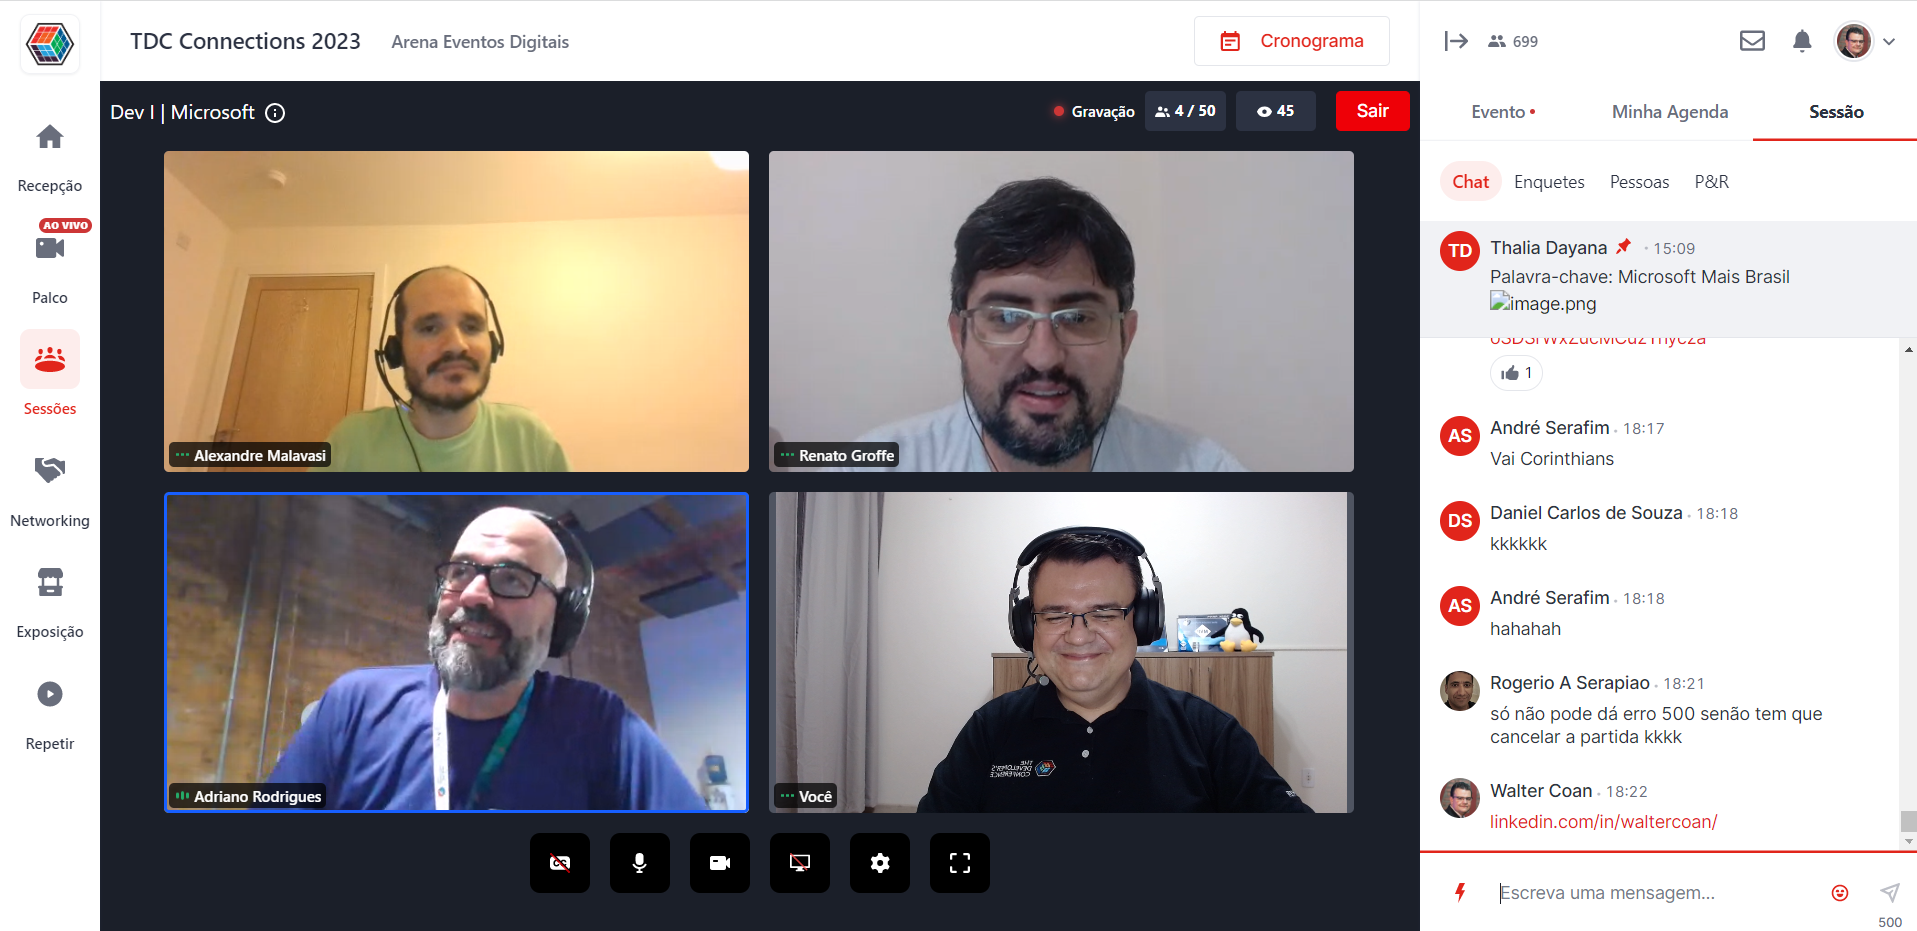 TDC Connections 2023
Arena Eventos Digitais
Cronograma
699
Recepção
AO VIVO
Palco
Sessões
Networking
Exposição
Repetir
Dev I | Microsoft
Gravação
4 / 50
45
Sair
Alexandre Malavasi
Renato Groffe
Adriano Rodrigues
THE
DEVELOPER'S
CONFERENCE
Você
CC
Evento
Minha Agenda
Sessão
Chat
Enquetes
Pessoas
P&R
TD
Thalia Dayana · 15:09
Palavra-chave: Microsoft Mais Brasil
image.png
1
AS
André Serafim · 18:17
Vai Corinthians
DS
Daniel Carlos de Souza · 18:18
kkkkkk
AS
André Serafim · 18:18
hahahah
Rogerio A Serapiao · 18:21
só não pode dá erro 500 senão tem que
cancelar a partida kkkk
Walter Coan · 18:22
linkedin.com/in/waltercoan/
Escreva uma mensagem...
500